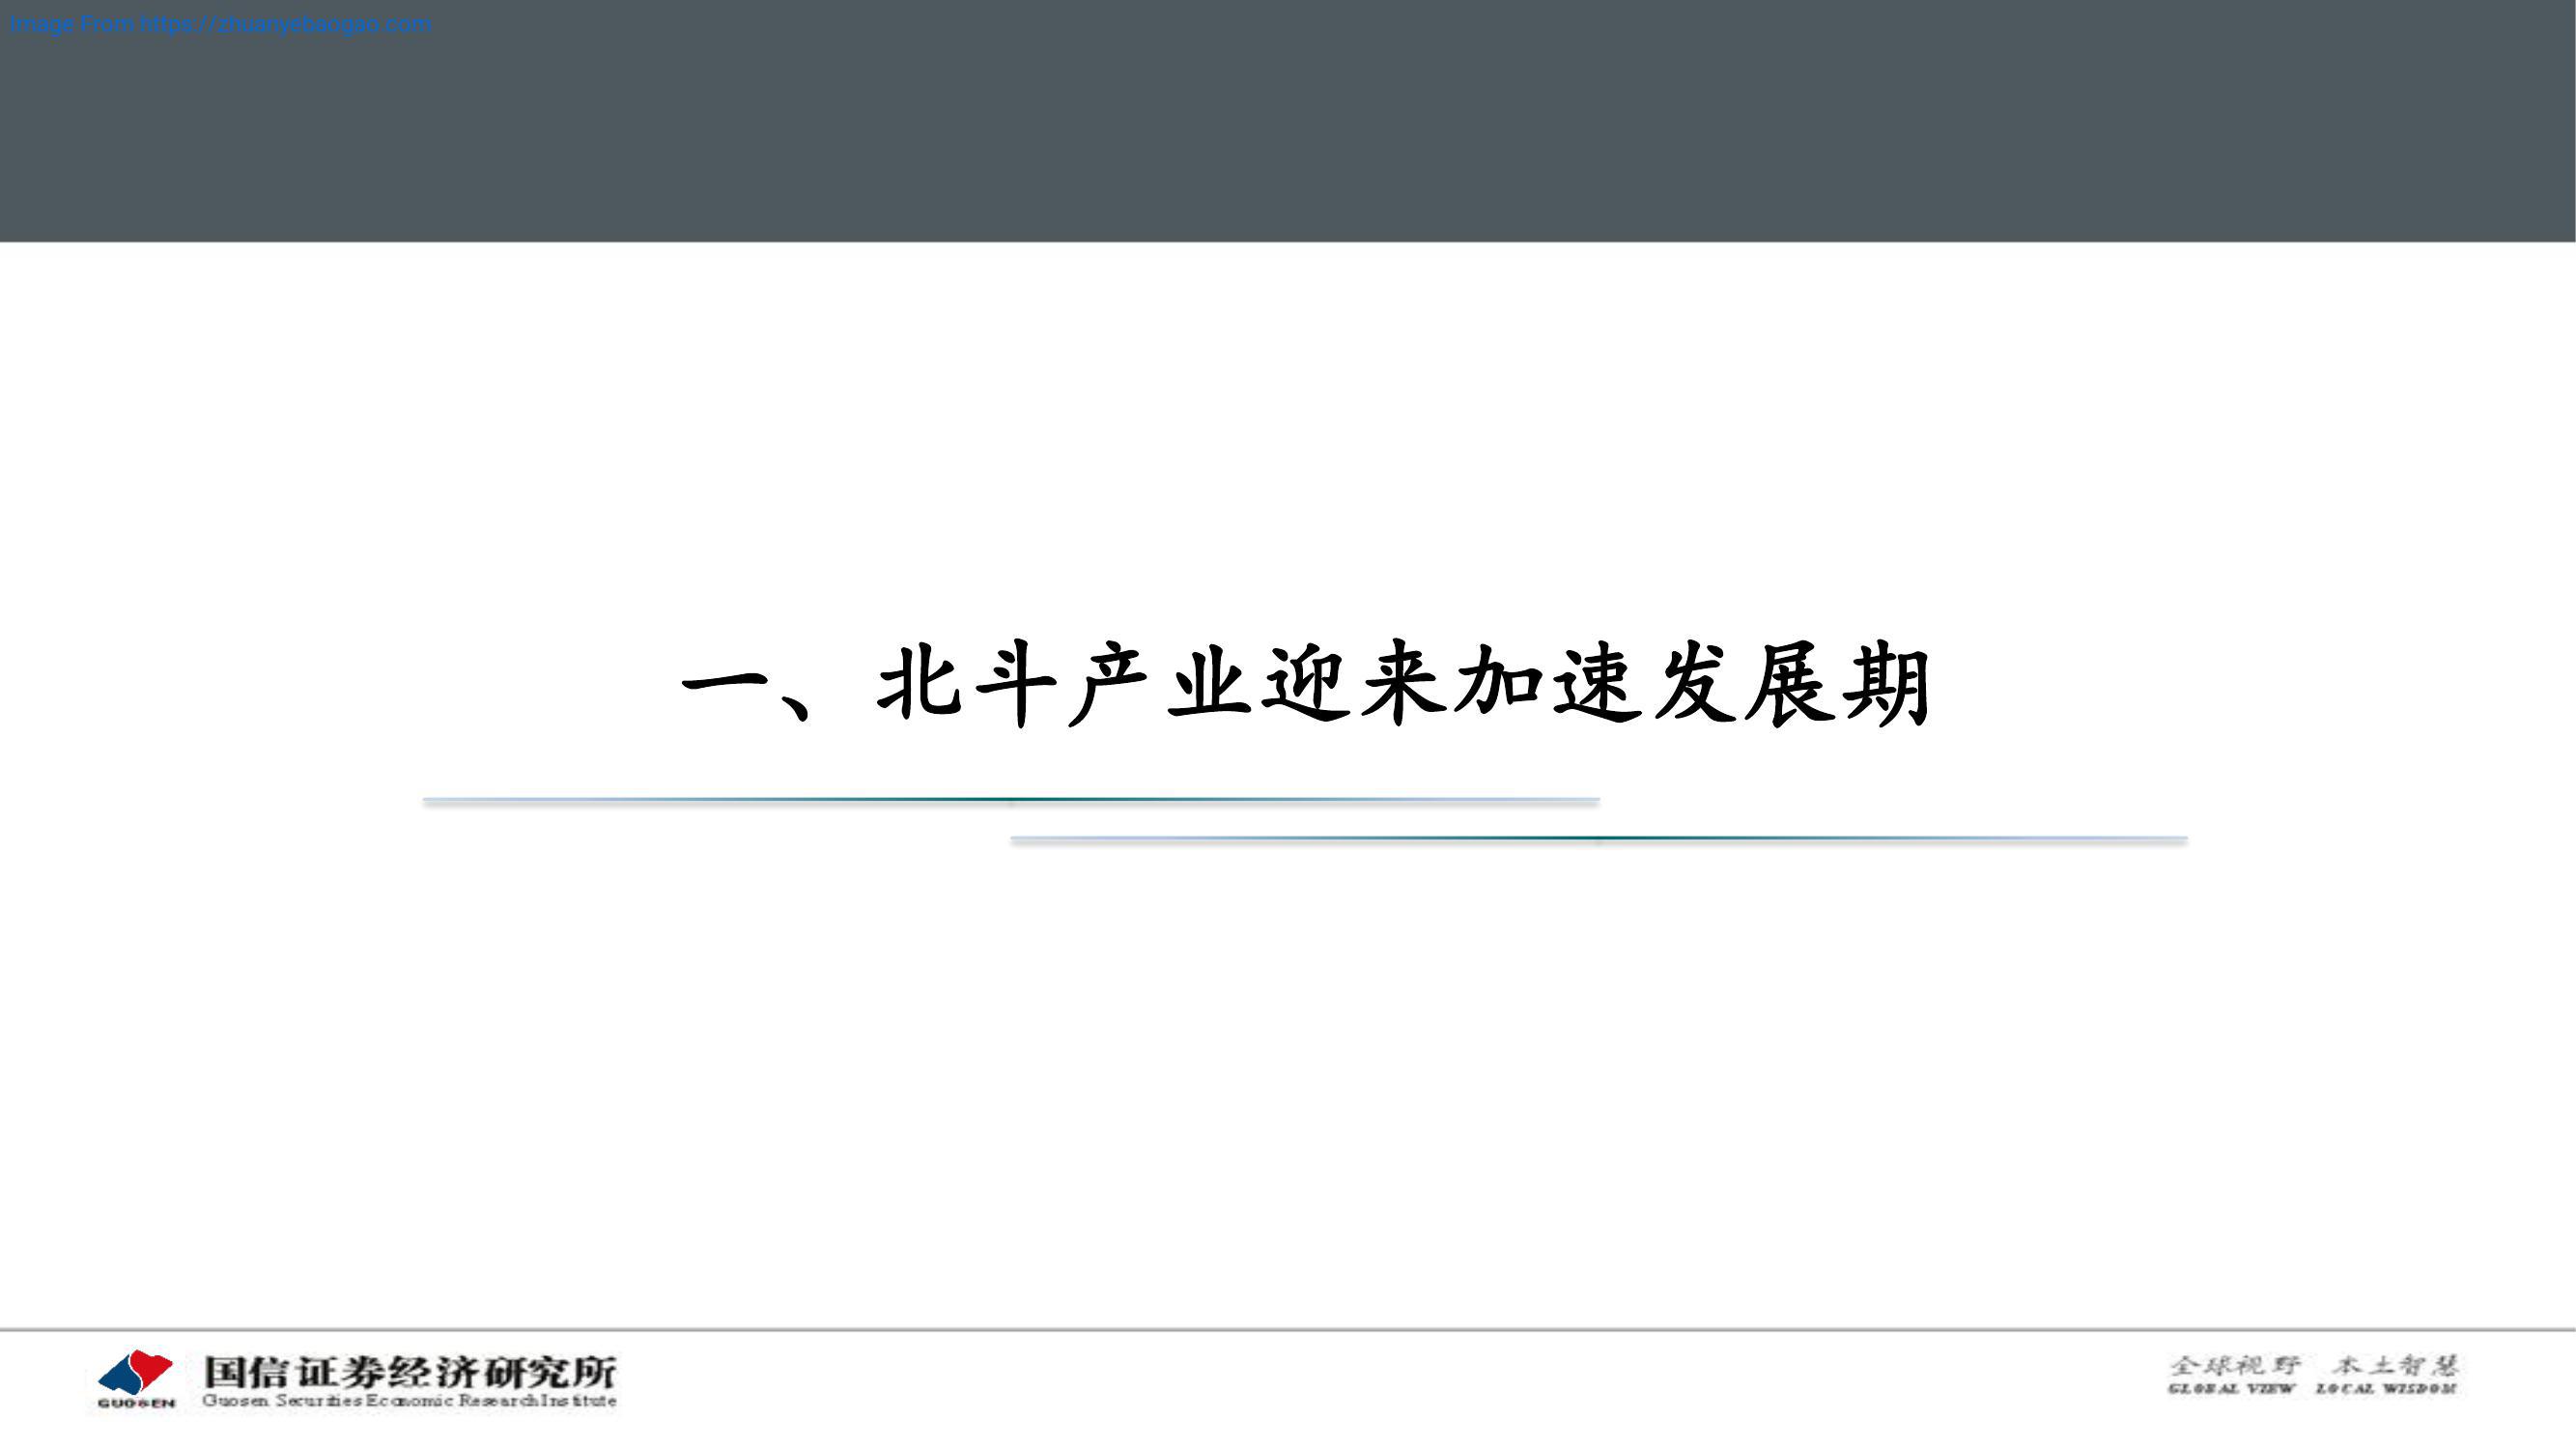 Image From https://zhuanyebaogao.com
一、北斗产业迎来加速发展期
国信证券经济研究所
GUOSEN
Guosen Securities Economic Research Institute
全球视野 本土智慧
GLOBAL VIEW LOCAL WISDOM